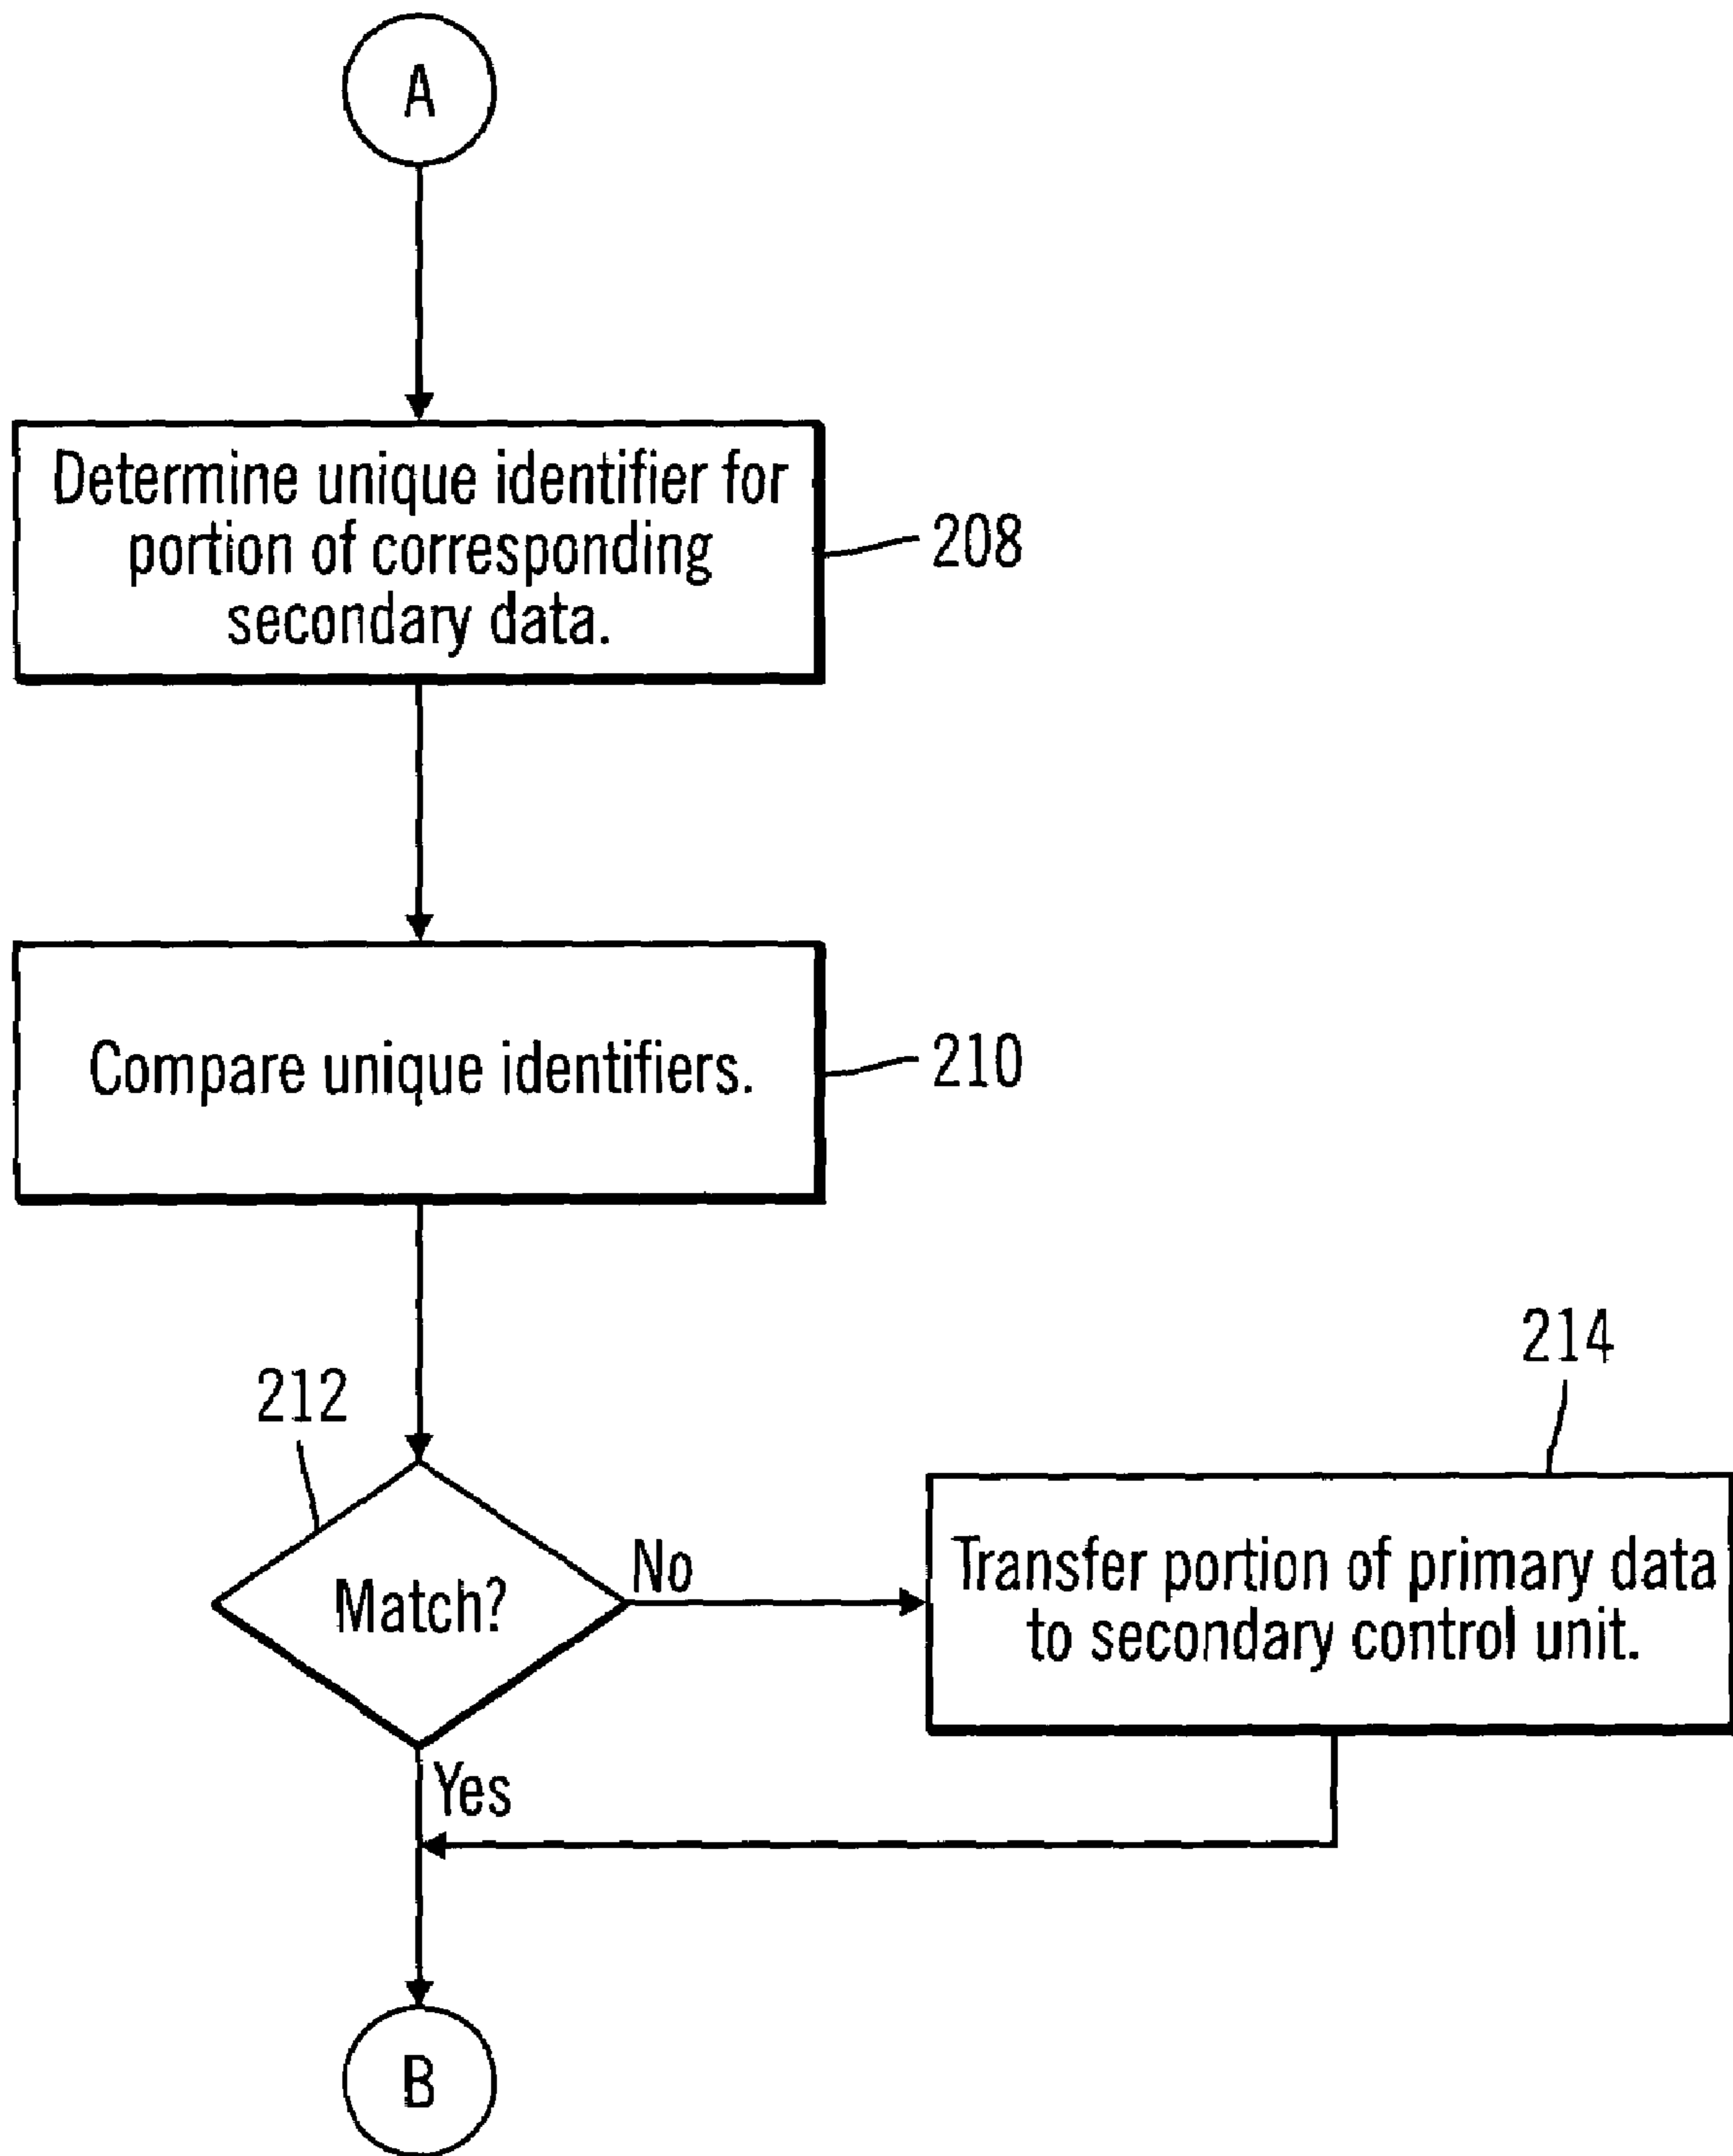 A
Determine unique identifier for
portion of corresponding
secondary data.
208
Compare unique identifiers.
210
212
Match?
No
214
Transfer portion of primary data
to secondary control unit.
Yes
B